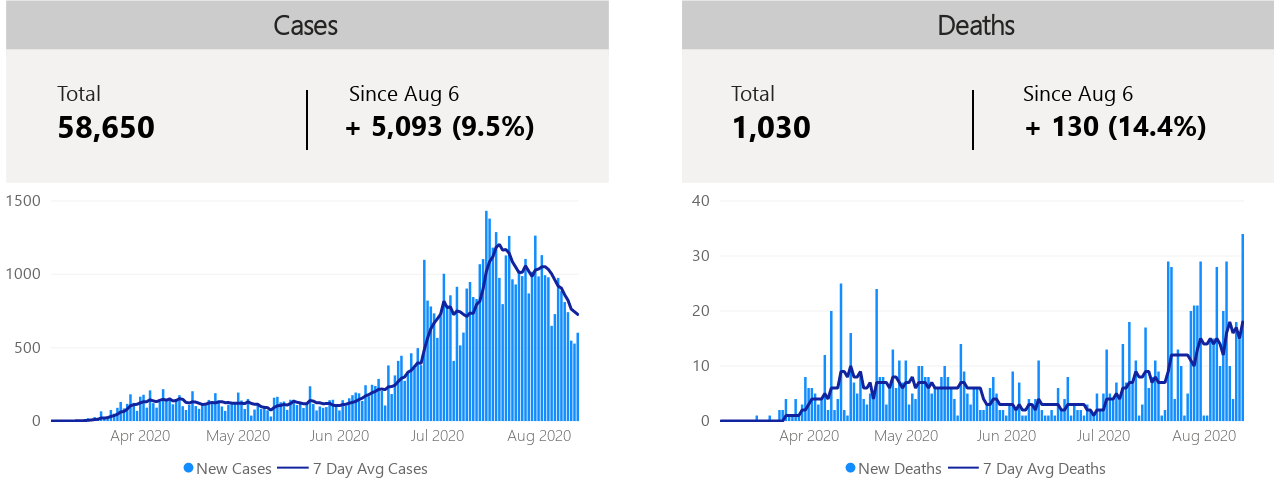 Cases
Total
58,650
Since Aug 6
+ 5,093 (9.5%)
1500
1000
500
0
Apr 2020 May 2020 Jun 2020 Jul 2020 Aug 2020
New Cases 7 Day Avg Cases
Deaths
Total
1,030
Since Aug 6
+ 130 (14.4%)
40
30
20
10
0
Apr 2020 May 2020 Jun 2020 Jul 2020 Aug 2020
New Deaths 7 Day Avg Deaths